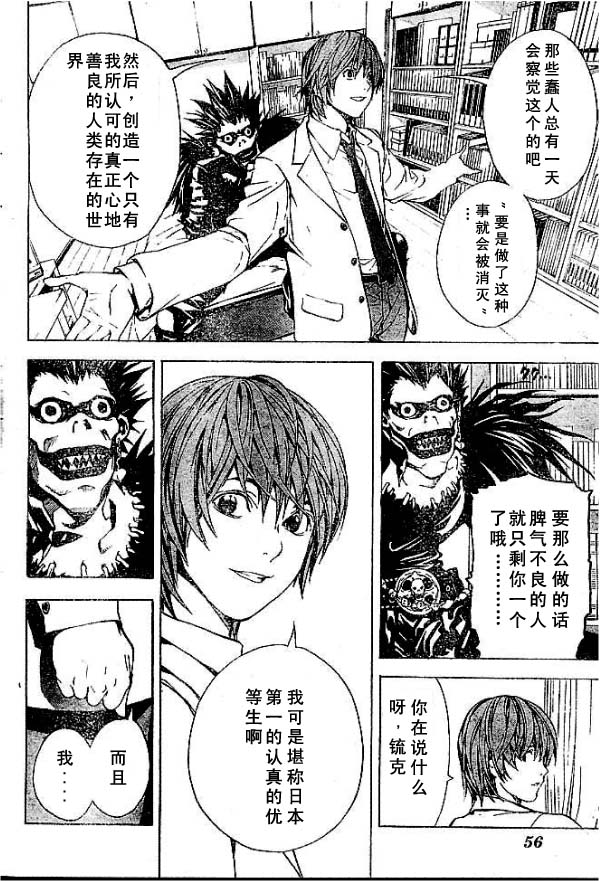 那些蠢人总有一天
会察觉这个的吧
“要是做了这种
事就会被消灭”
…
然后，创造一个只有
我所认可的真正心地
善良的人类存在的世
界
要那么做的话
脾气不良的人
就只剩你一个
了哦…………
你在说什么
呀，锍克
我可是堪称日本
第一的认真的优
等生啊
而且
我...
56